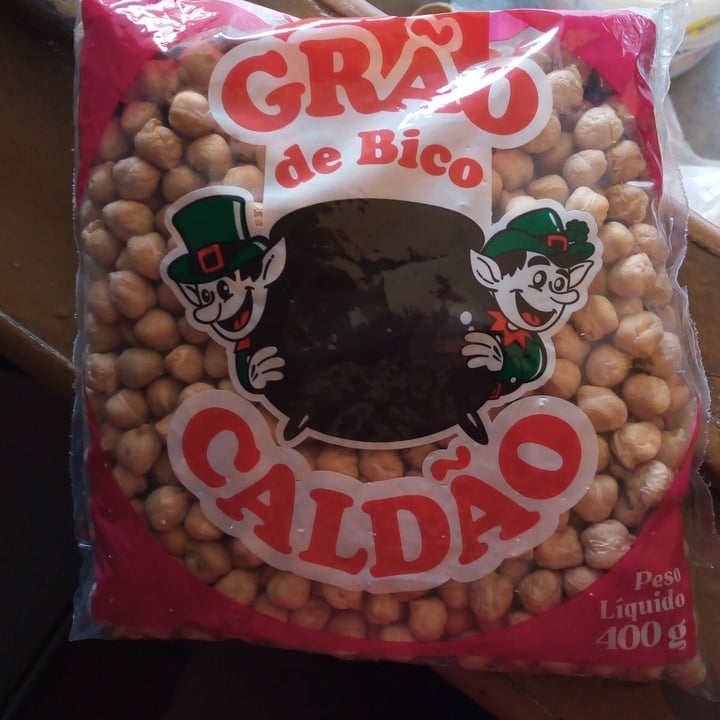 GRÃO
de Bico
CALDÃO
Peso
Líquido
400 g